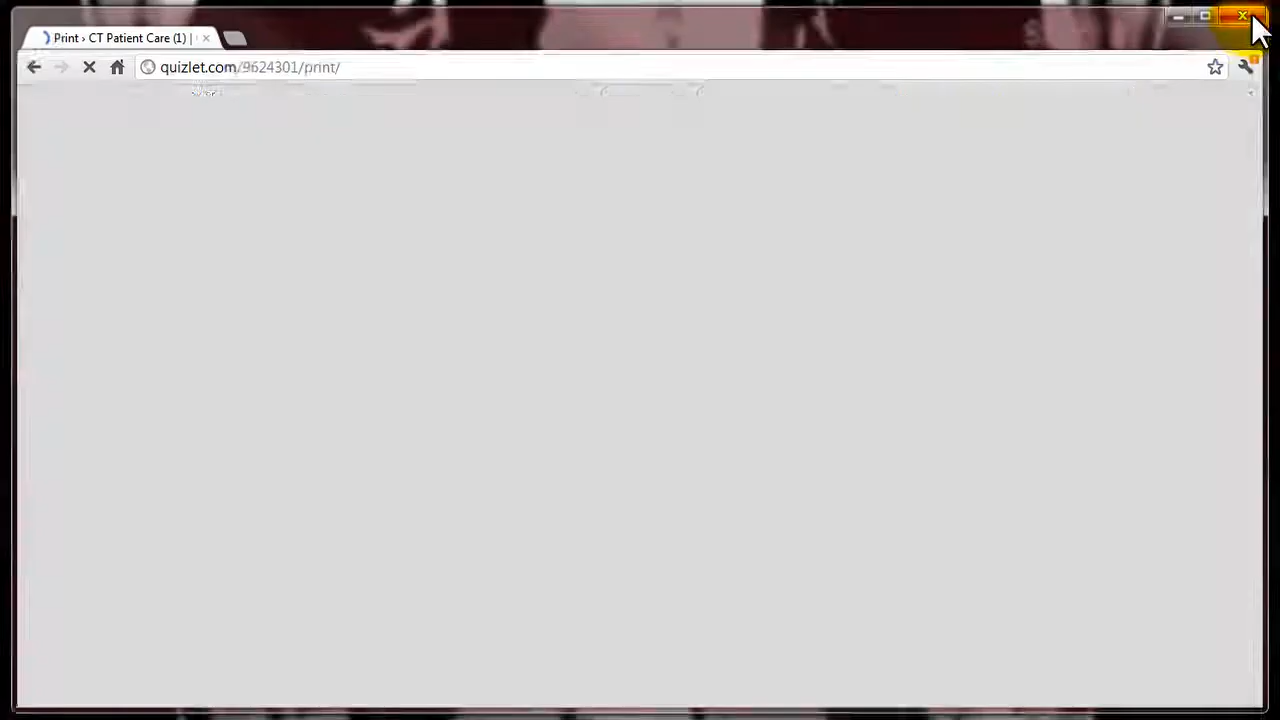 Print › CT Patient Care (1) |
quizlet.com/9624301/print/